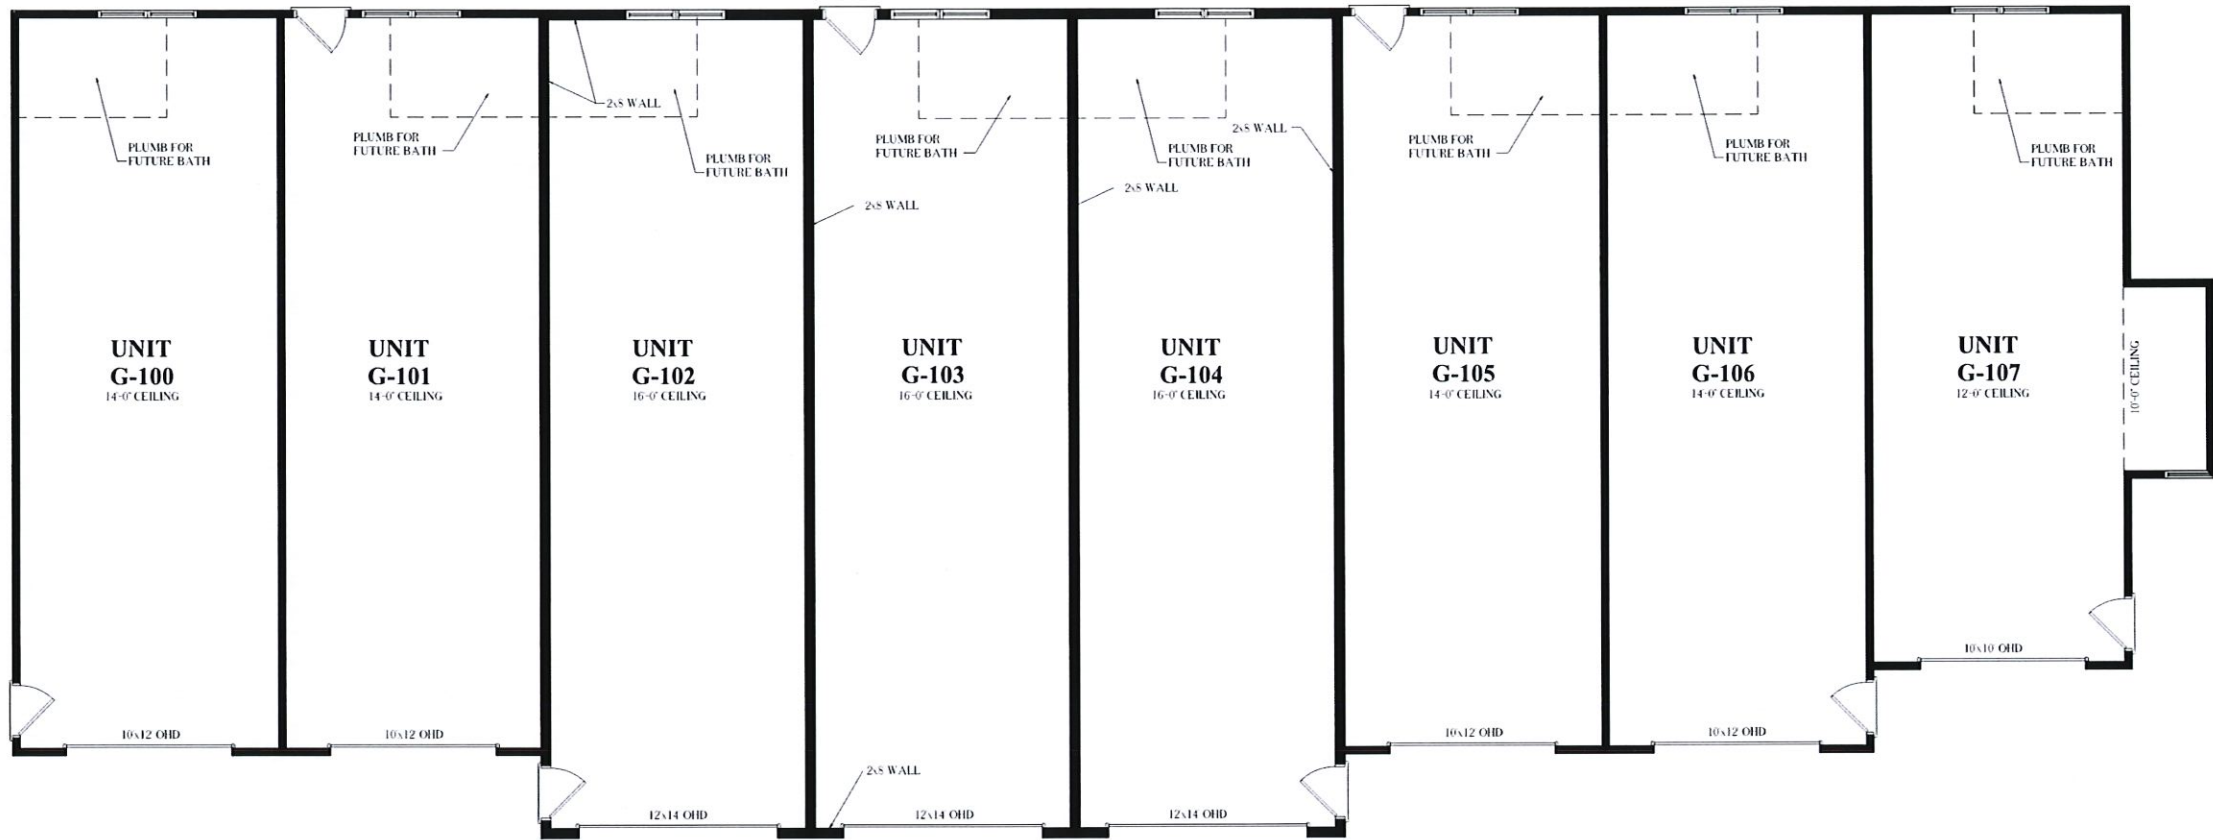 2x8 WALL
PLUMB FOR
FUTURE BATH
PLUMB FOR
FUTURE BATH
PLUMB FOR
FUTURE BATH
PLUMB FOR
FUTURE BATH
PLUMB FOR
FUTURE BATH
2x8 WALL
PLUMB FOR
FUTURE BATH
PLUMB FOR
FUTURE BATH
PLUMB FOR
FUTURE BATH
2x8 WALL
2x8 WALL
UNIT
G-100
14'-0" CEILING
UNIT
G-101
14'-0" CEILING
UNIT
G-102
16'-0" CEILING
UNIT
G-103
16'-0" CEILING
UNIT
G-104
16'-0" CEILING
UNIT
G-105
14'-0" CEILING
UNIT
G-106
14'-0" CEILING
UNIT
G-107
12'-0" CEILING
10'-0" CEILING
10x12 OHD
10x12 OHD
12x14 OHD
2x8 WALL
12x14 OHD
12x14 OHD
10x12 OHD
10x12 OHD
10x10 OHD